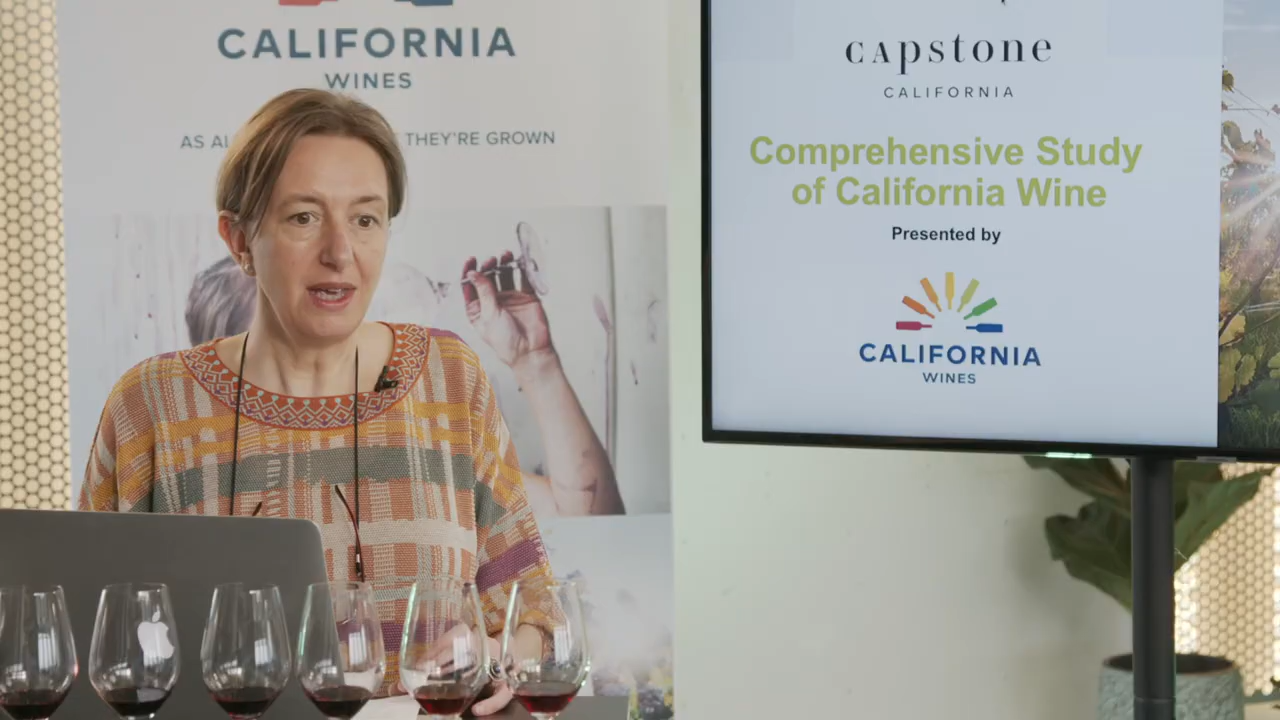 CALIFORNIA
WINES
AS AL THEY'RE GROWN
capstone
CALIFORNIA
Comprehensive Study
of California Wine
Presented by
CALIFORNIA
WINES